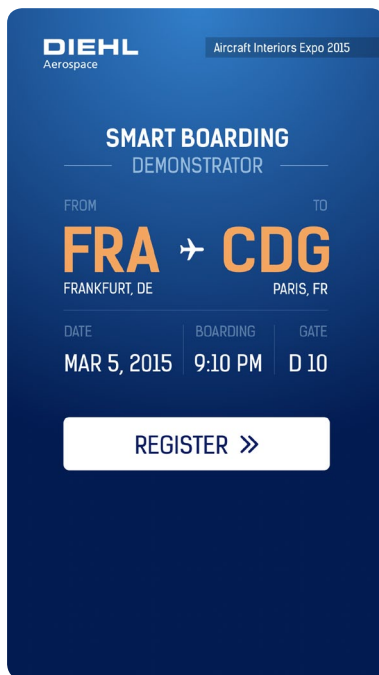 DIEHL
Aerospace
Aircraft Interiors Expo 2015
SMART BOARDING
DEMONSTRATOR
FROM TO
FRA CDG
FRANKFURT, DE PARIS, FR
DATE BOARDING GATE
MAR 5, 2015 9:10 PM D 10
REGISTER »